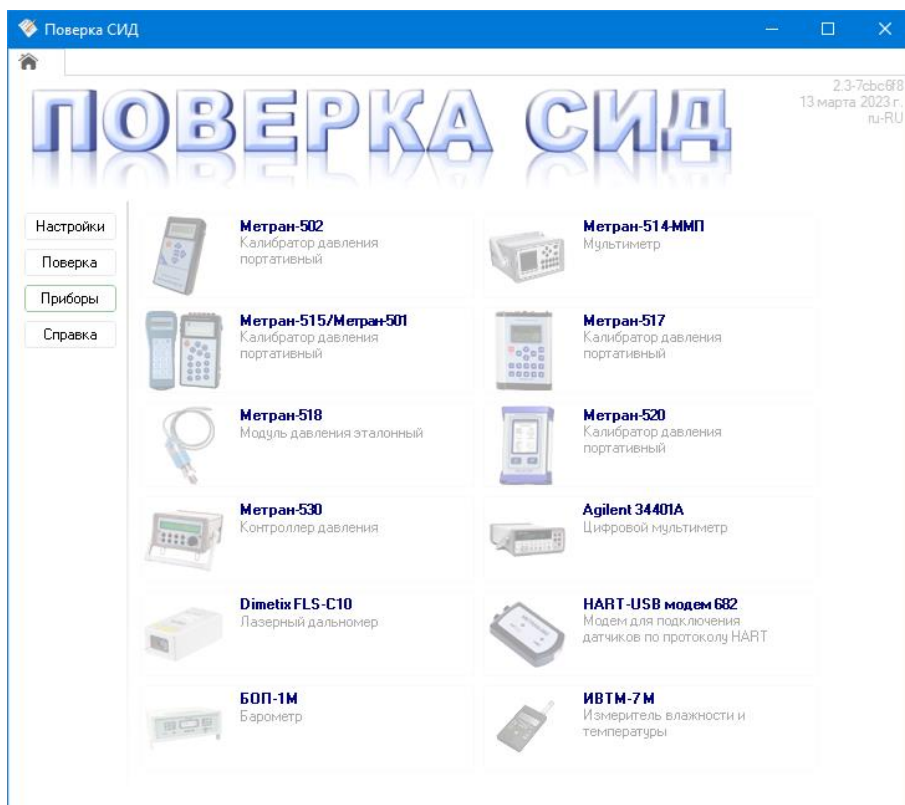 Поверка СИД
2.3-7cbc6f8
13 марта 2023 г.
ru-RU
ПОВЕРКА СИД
Настройки
Поверка
Приборы
Справка
Метран-502
Калибратор давления
портативный
Метран-514-ММП
Мультиметр
Метран-515/Метран-501
Калибратор давления
портативный
Метран-517
Калибратор давления
портативный
Метран-518
Модуль давления эталонный
Метран-520
Калибратор давления
портативный
Метран-530
Контроллер давления
Agilent 34401A
Цифровой мультиметр
Dimetix FLS-C10
Лазерный дальномер
HART-USB модем 682
Модем для подключения
датчиков по протоколу HART
БОП-1М
Барометр
ИВТМ-7 М
Измеритель влажности и
температуры